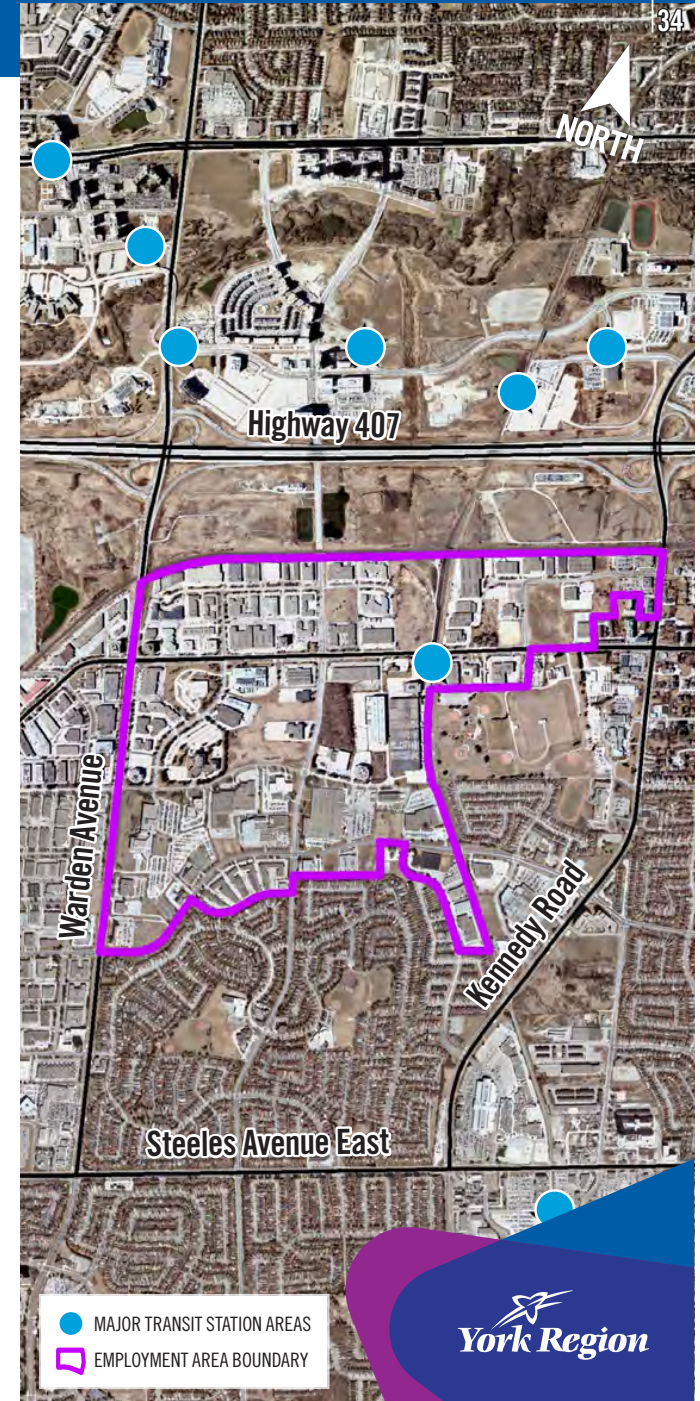 34
NORTH
Highway 407
Warden Avenue
Kennedy Road
Steeles Avenue East
MAJOR TRANSIT STATION AREAS
EMPLOYMENT AREA BOUNDARY
York Region